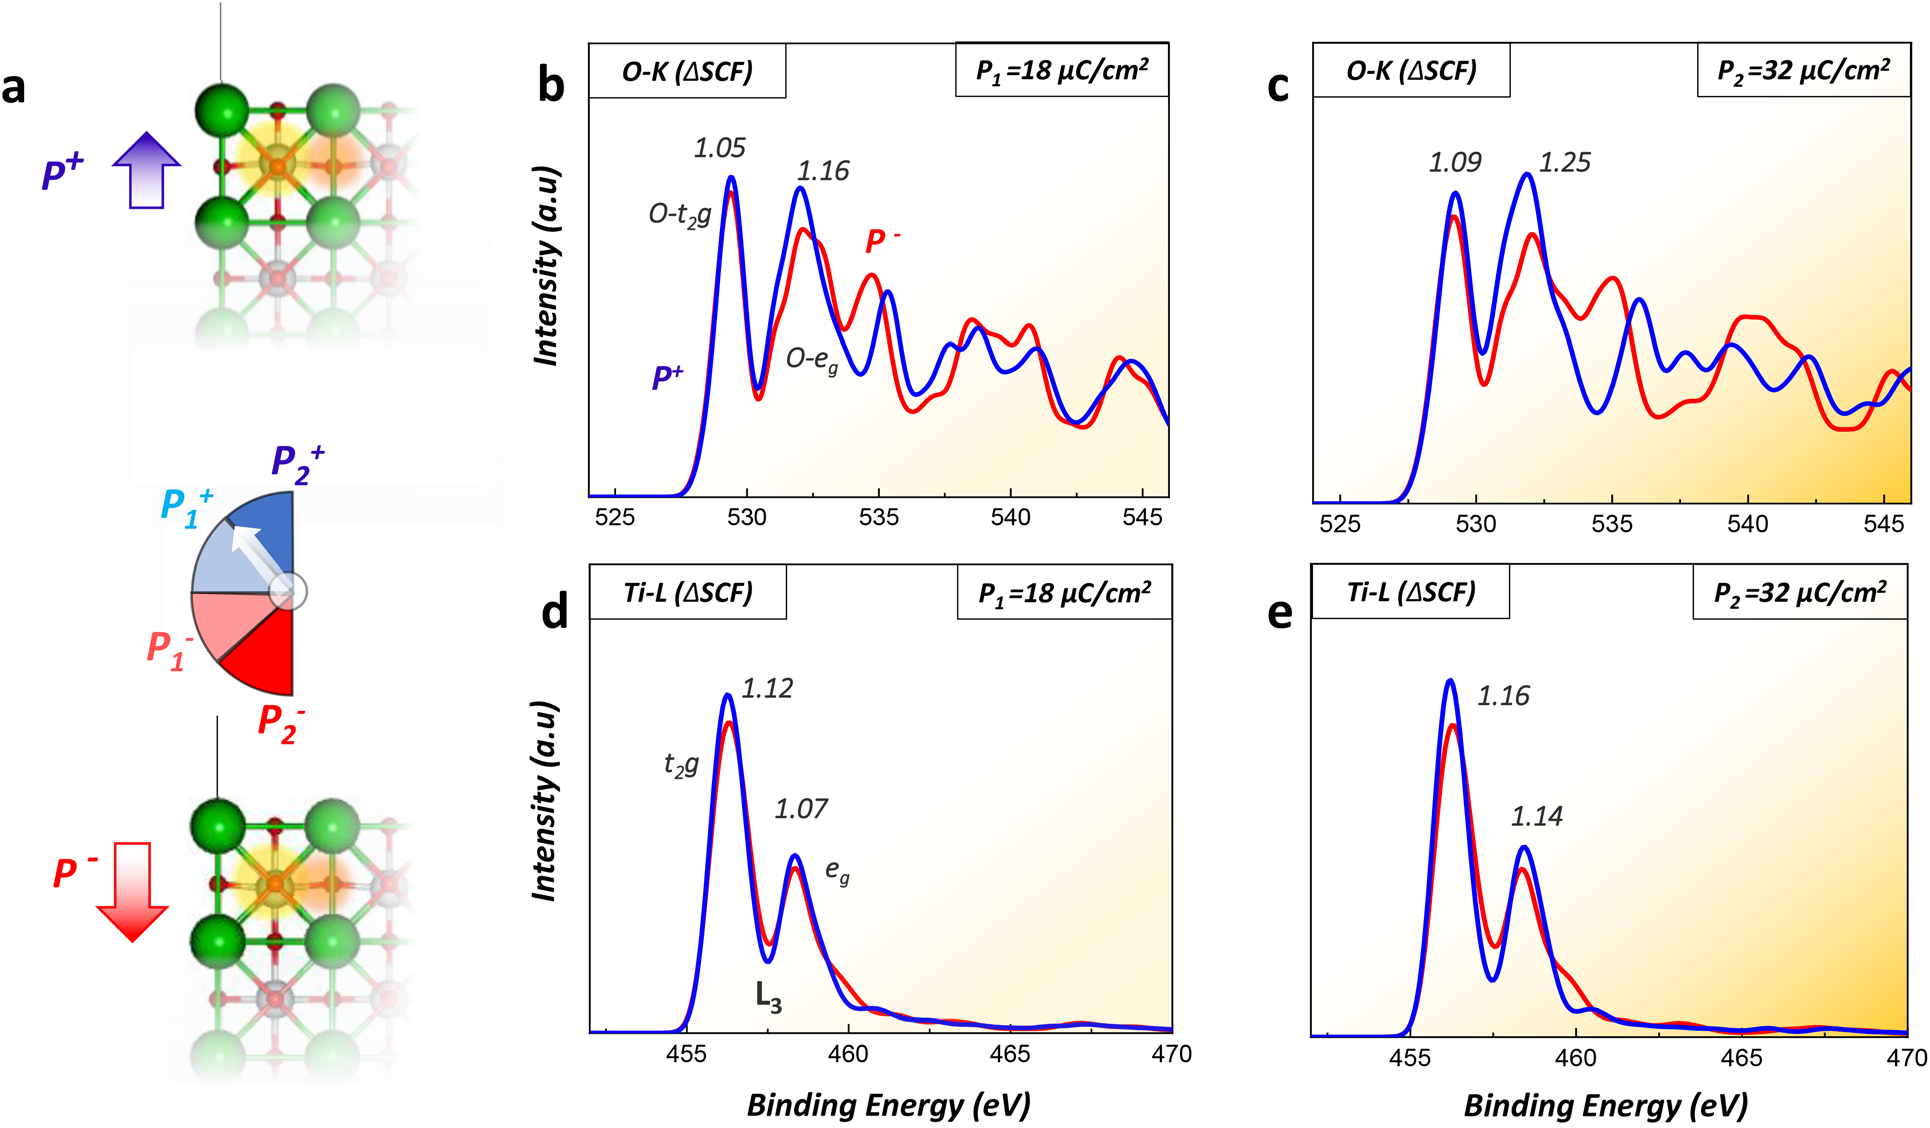 a
P+
P2+
P1+
P1-
P2-
P -
b
O-K (ΔSCF)
P1=18 μC/cm2
1.05
1.16
O-t2g
P -
O-eg
P+
Intensity (a.u)
525
530
535
540
545
c
O-K (ΔSCF)
P2=32 μC/cm2
1.09
1.25
525
530
535
540
545
d
Ti-L (ΔSCF)
P1=18 μC/cm2
1.12
t2g
1.07
eg
L3
Intensity (a.u)
455
460
465
470
Binding Energy (eV)
e
Ti-L (ΔSCF)
P2=32 μC/cm2
1.16
1.14
455
460
465
470
Binding Energy (eV)